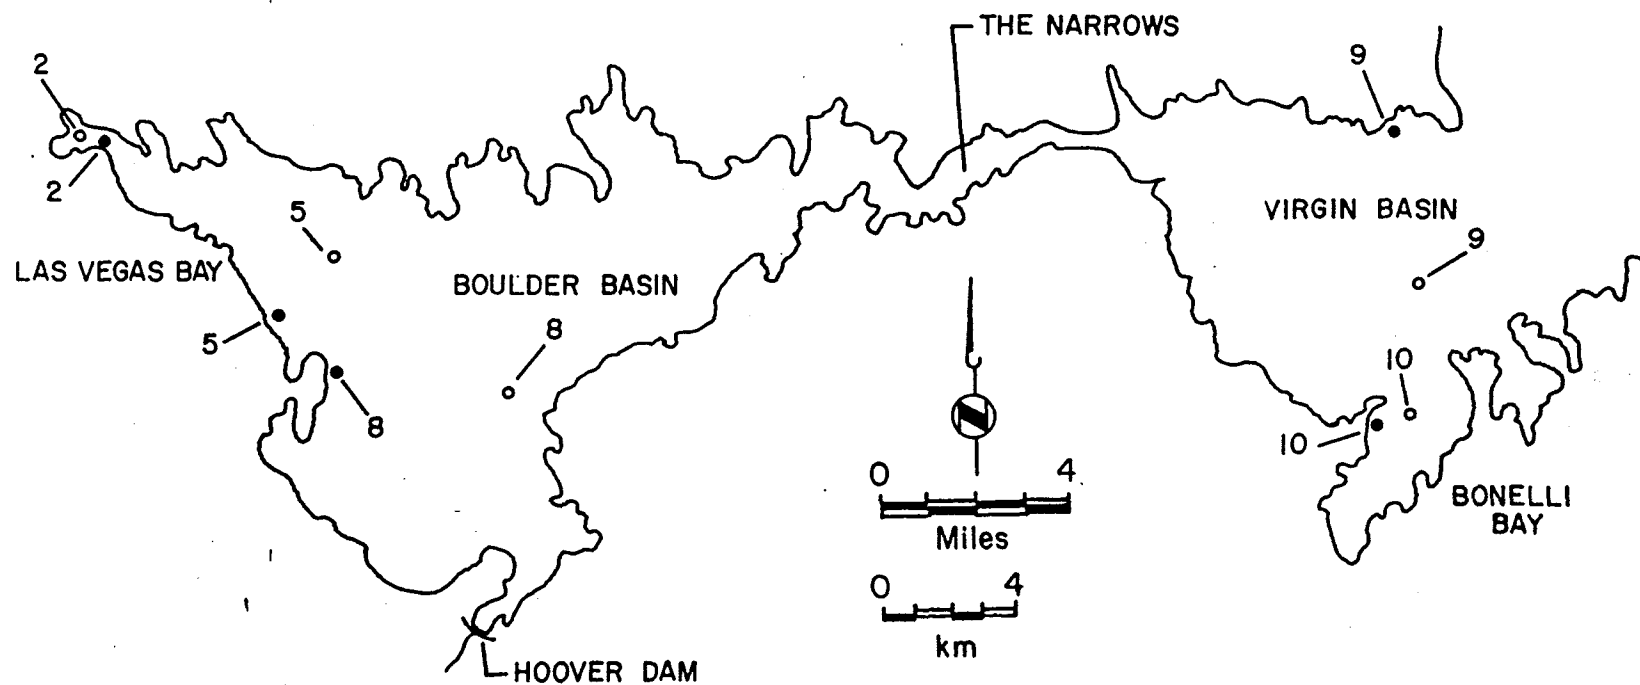 THE NARROWS
2
9
2
5
VIRGIN BASIN
9
LAS VEGAS BAY
BOULDER BASIN
5
8
10
8
10
N
0 4
Miles
BONELLI
BAY
0 4
km
HOOVER DAM